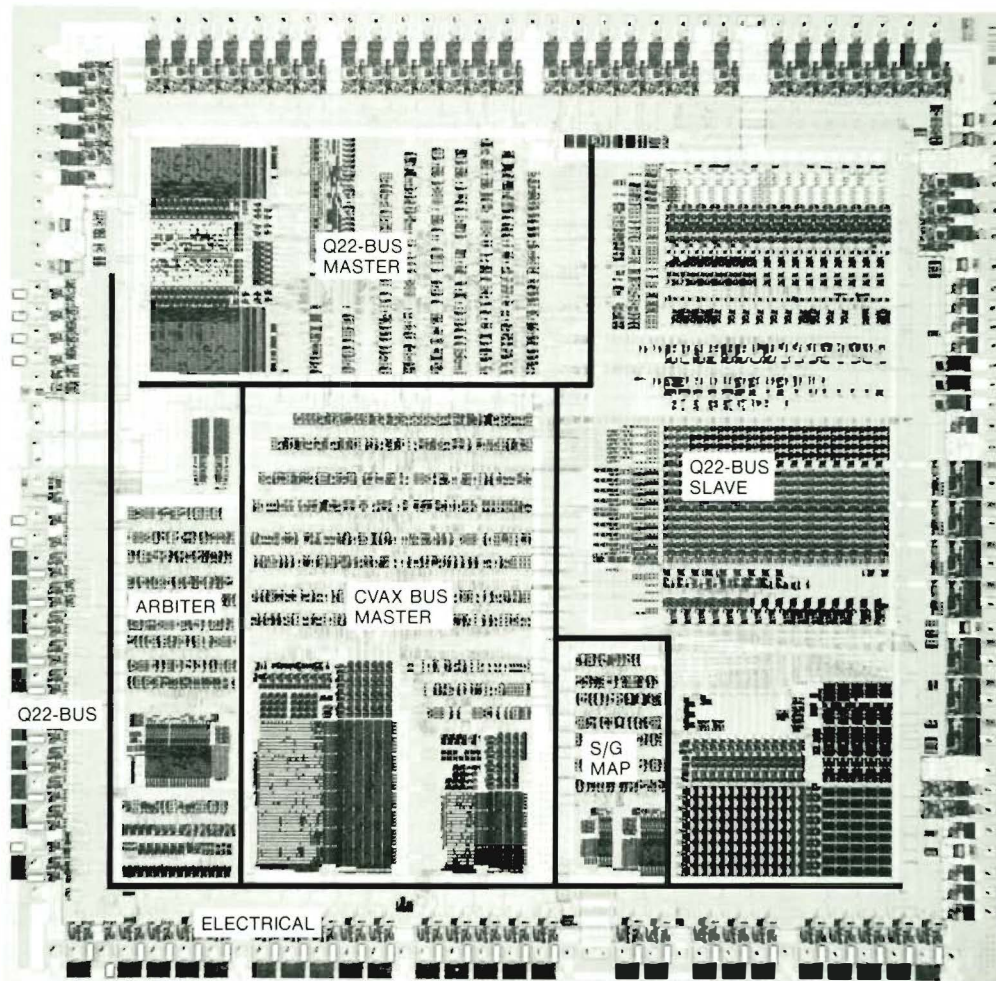 Q22-BUS
MASTER
Q22-BUS
SLAVE
ARBITER
CVAX BUS
MASTER
Q22-BUS
S/G
MAP
ELECTRICAL